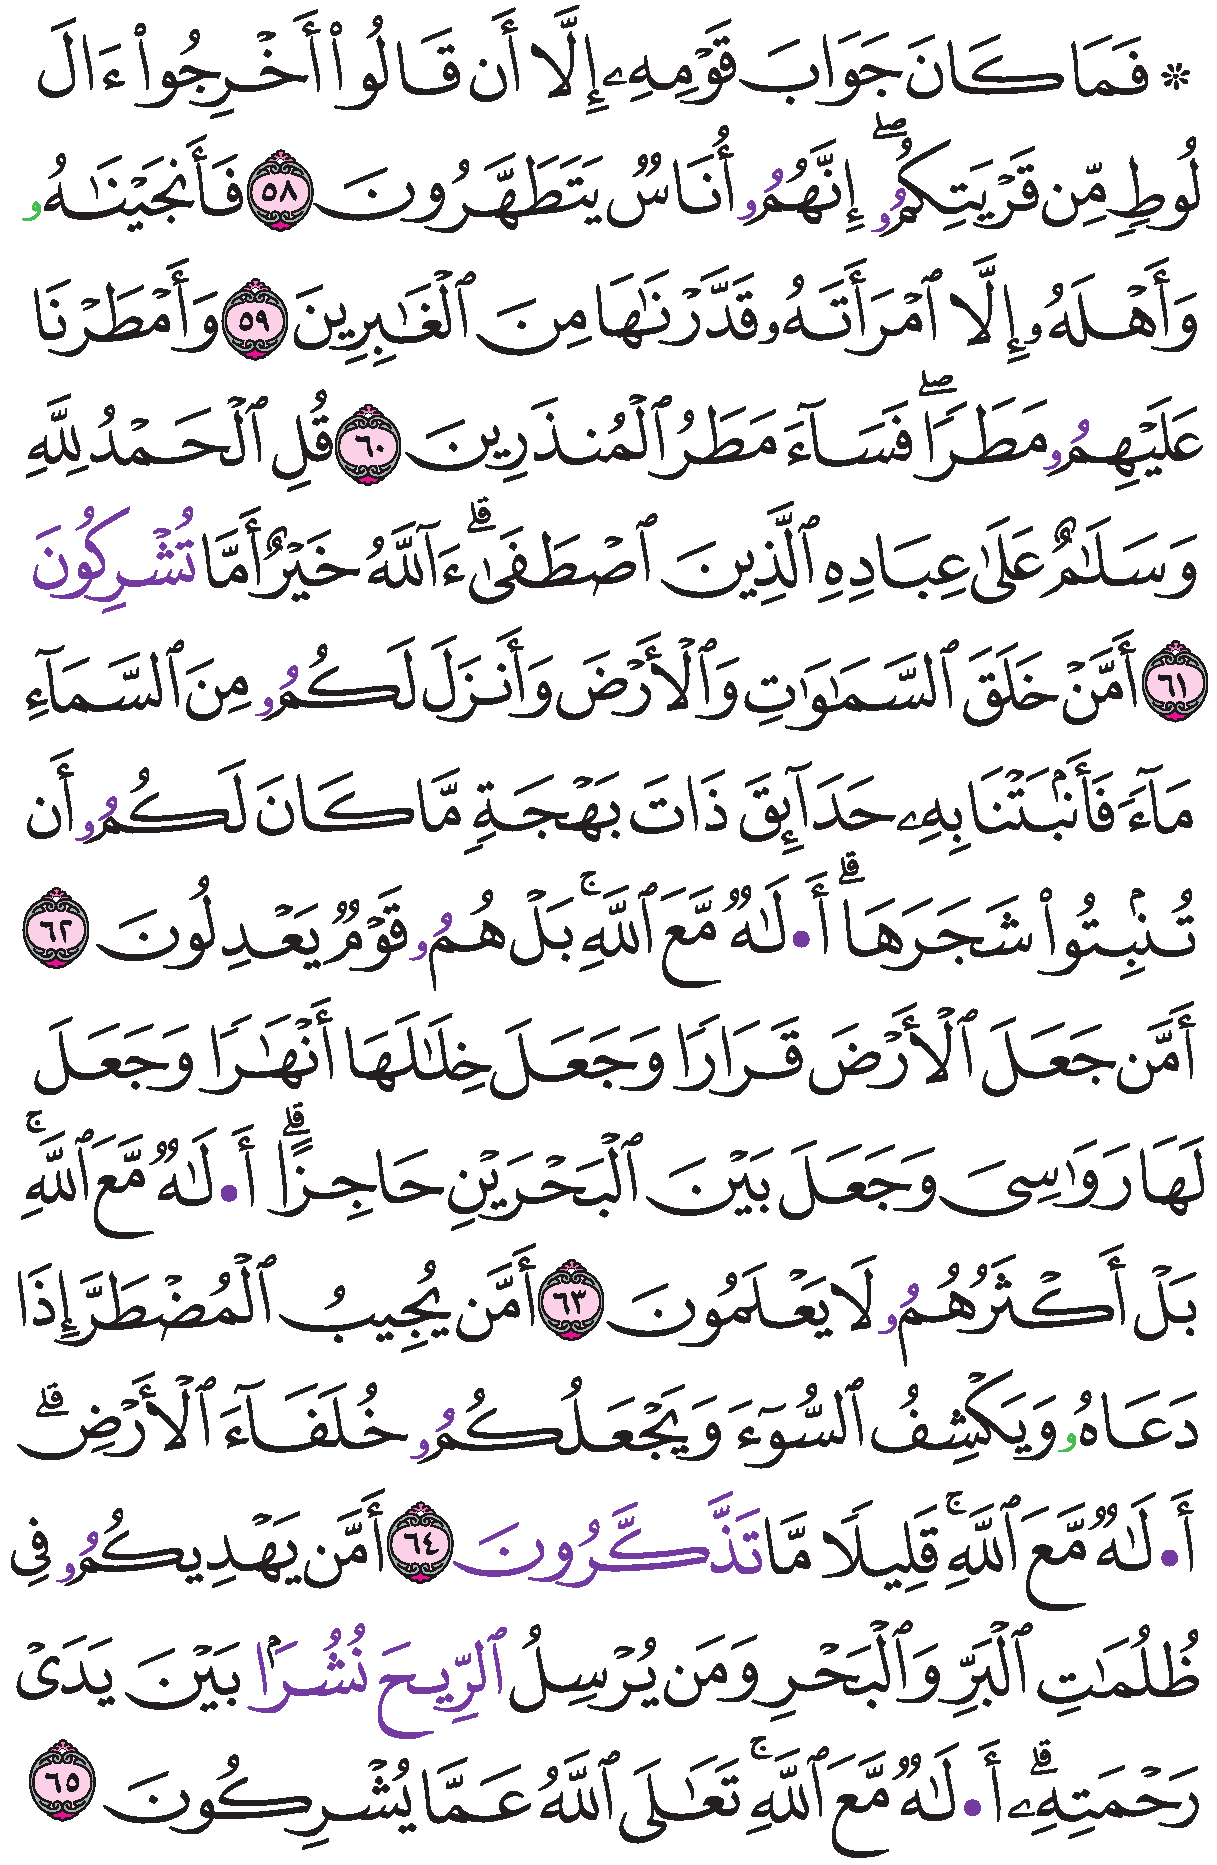 ۞ فَمَا كَانَ جَوَابَ قَوْمِهِۦٓ إِلَّآ أَن قَالُوٓا۟ أَخْرِجُوٓا۟ ءَالَ
لُوطٍ مِّن قَرْيَتِكُمُۥٓۖ إِنَّهُمُۥٓ أُنَاسٌ يَتَطَهَّرُونَ ٥٨ فَأَنجَيْنَٰهُۥ
وَأَهْلَهُۥٓ إِلَّا ٱمْرَأَتَهُۥ قَدَّرْنَٰهَا مِنَ ٱلْغَٰبِرِينَ ٥٩ وَأَمْطَرْنَا
عَلَيْهِمُۥ مَطَرًاۖ فَسَآءَ مَطَرُ ٱلْمُنذَرِينَ ٦٠ قُلِ ٱلْحَمْدُ لِلَّهِ
وَسَلَٰمٌ عَلَىٰ عِبَادِهِ ٱلَّذِينَ ٱصْطَفَىٰۗ ءَآللَّهُ خَيْرٌ أَمَّا تُشْرِكُونَ
٦١ أَمَّنْ خَلَقَ ٱلسَّمَٰوَٰتِ وَٱلْأَرْضَ وَأَنزَلَ لَكُمُۥ مِنَ ٱلسَّمَآءِ
مَآءً فَأَنۢبَتْنَا بِهِۦ حَدَآئِقَ ذَاتَ بَهْجَةٍ مَّا كَانَ لَكُمُۥ أَن
تُنۢبِتُوا۟ شَجَرَهَاۗ أَ•لَٰهٌ مَّعَ ٱللَّهِۚ بَلْ هُمُۥ قَوْمٌ يَعْدِلُونَ ٦٢
أَمَّن جَعَلَ ٱلْأَرْضَ قَرَارًا وَجَعَلَ خِلَٰلَهَا أَنْهَٰرًا وَجَعَلَ
لَهَا رَوَٰسِىَ وَجَعَلَ بَيْنَ ٱلْبَحْرَيْنِ حَاجِزًاۗ أَ•لَٰهٌ مَّعَ ٱللَّهِۚ
بَلْ أَكْثَرُهُمُۥ لَا يَعْلَمُونَ ٦٣ أَمَّن يُجِيبُ ٱلْمُضْطَرَّ إِذَا
دَعَاهُۥ وَيَكْشِفُ ٱلسُّوٓءَ وَيَجْعَلُكُمُۥ خُلَفَآءَ ٱلْأَرْضِۗ
أَ•لَٰهٌ مَّعَ ٱللَّهِۚ قَلِيلًا مَّا تَذَّكَّرُونَ ٦٤ أَمَّن يَهْدِيكُمُۥ فِى
ظُلُمَٰتِ ٱلْبَرِّ وَٱلْبَحْرِ وَمَن يُرْسِلُ ٱلرِّيحَ نُشُرًۢا بَيْنَ يَدَىْ
رَحْمَتِهِۦۗ أَ•لَٰهٌ مَّعَ ٱللَّهِۚ تَعَٰلَى ٱللَّهُ عَمَّا يُشْرِكُونَ ٦٥